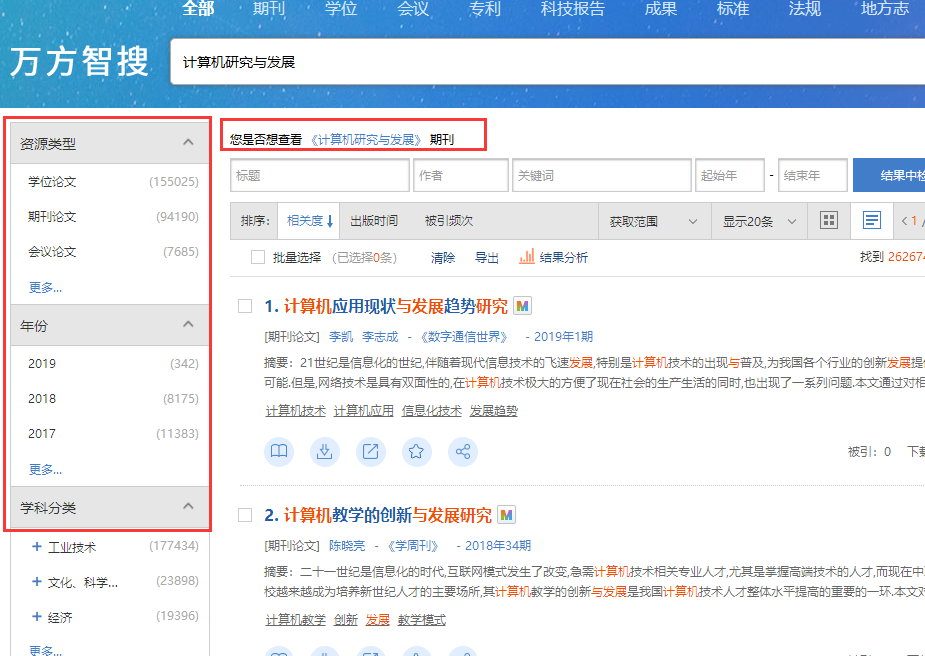 全部 期刊 学位 会议 专利 科技报告 成果 标准 法规 地方志
万方智搜
计算机研究与发展
资源类型
学位论文 (155025)
期刊论文 (94190)
会议论文 (7685)
更多...
年份
2019 (342)
2018 (8175)
2017 (11383)
更多...
学科分类
+ 工业技术 (177434)
+ 文化、科学... (23898)
+ 经济 (19396)
更多...
您是否想查看 《计算机研究与发展》 期刊
标题 作者 关键词 起始年 - 结束年 结果中检
排序: 相关度 出版时间 被引频次 获取范围 显示20条 < 1 /
批量选择 (已选择0条) 清除 导出 结果分析 找到 26267
1. 计算机应用现状与发展趋势研究 M
[期刊论文] 李凯 李志成 - 《数字通信世界》 - 2019年1期
摘要：21世纪是信息化的世纪,伴随着现代信息技术的飞速发展,特别是计算机技术的出现与普及,为我国各个行业的创新发展提
可能.但是,网络技术是具有双面性的,在计算机技术极大的方便了现在社会的生产生活的同时,也出现了一系列问题.本文通过对相
计算机技术 计算机应用 信息化技术 发展趋势
被引：0 下载
2. 计算机教学的创新与发展研究 M
[期刊论文] 陈晓亮 - 《学周刊》 - 2018年34期
摘要：二十一世纪是信息化的时代,互联网模式发生了改变,急需计算机技术相关专业人才,尤其是掌握高端技术的人才,而现在中
校越来越成为培养新世纪人才的主要场所,其计算机教学的创新与发展是我国计算机技术人才整体水平提高的重要的一环.本文对
计算机教学 创新 发展 教学模式